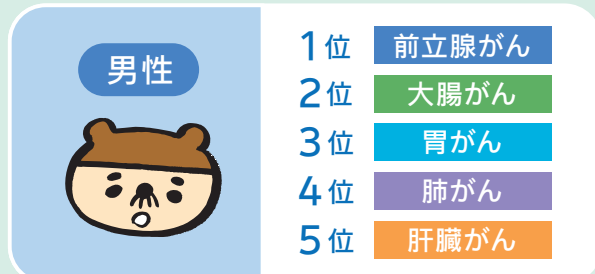 男性
1位 前立腺がん
2位 大腸がん
3位 胃がん
4位 肺がん
5位 肝臓がん